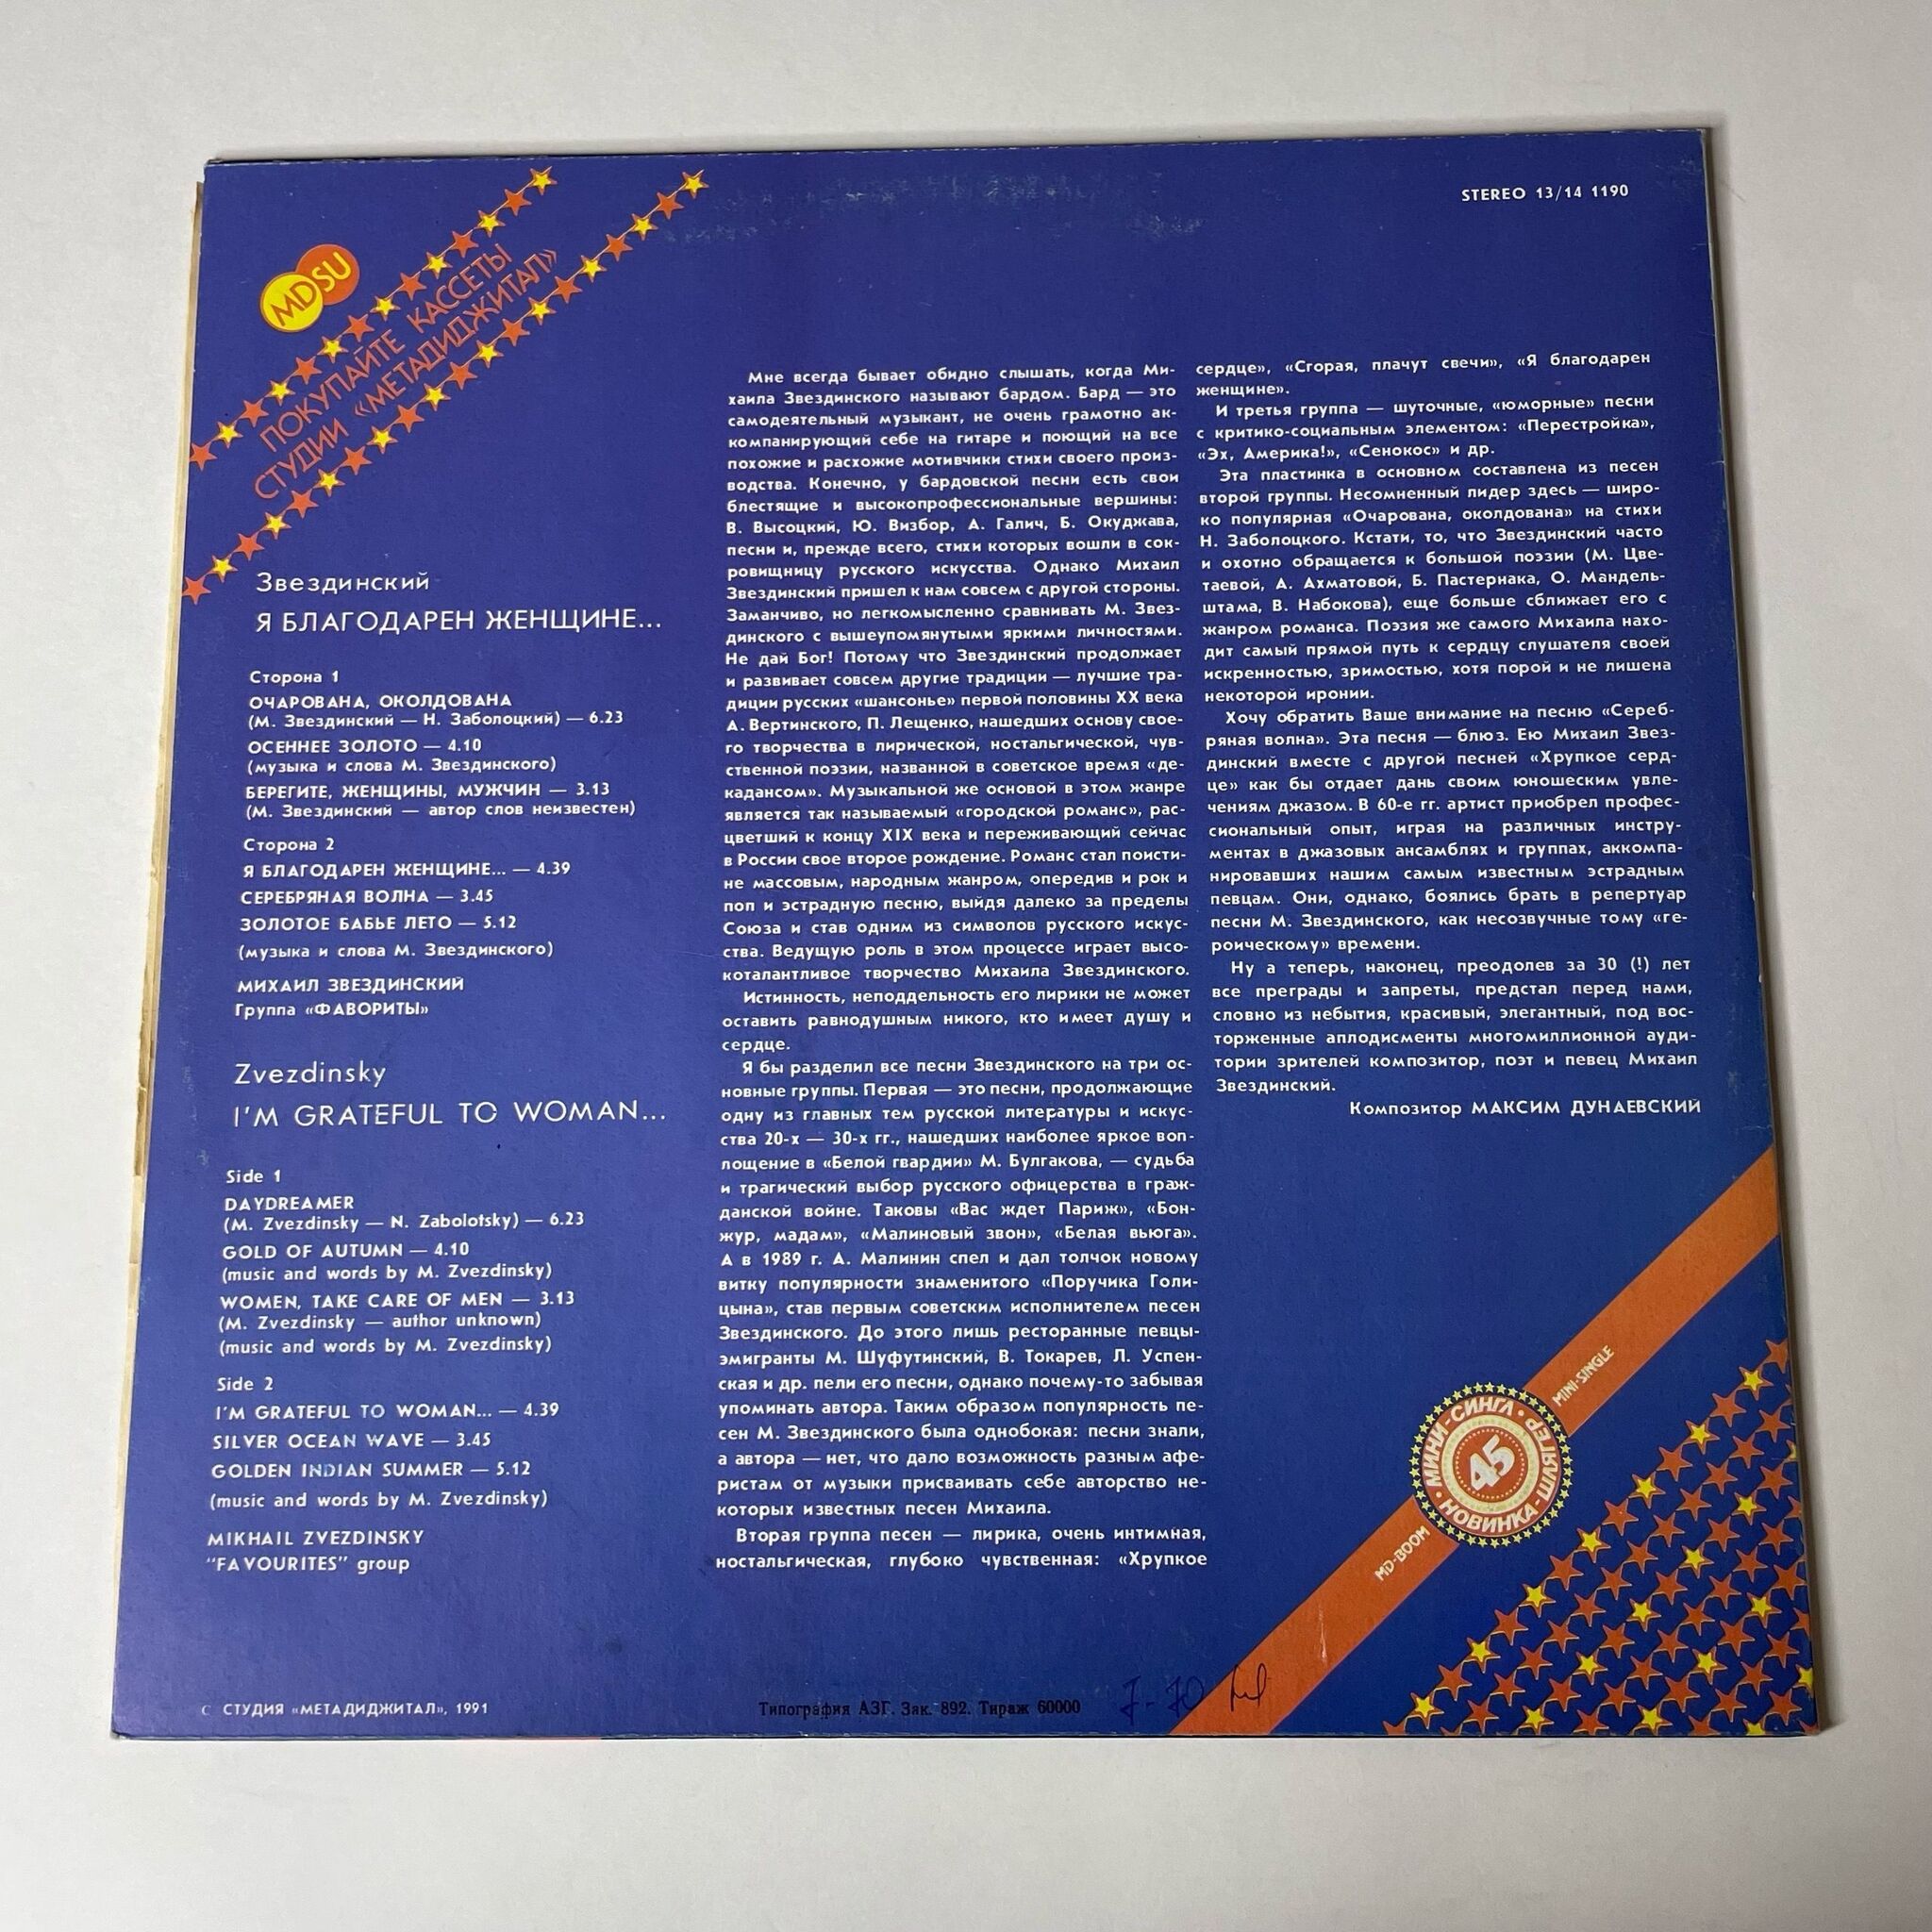 STEREO 13/14 1190
MD SU
ПОКУПАЙТЕ КАССЕТЫ
СТУДИИ «МЕТАДИДЖИТАЛ»
Звездинский
Я БЛАГОДАРЕН ЖЕНЩИНЕ...
Сторона 1
ОЧАРОВАНА, ОКОЛДОВАНА
(М. Звездинский — Н. Заболоцкий) — 6.23
ОСЕННЕЕ ЗОЛОТО — 4.10
(музыка и слова М. Звездинского)
БЕРЕГИТЕ, ЖЕНЩИНЫ, МУЖЧИН — 3.13
(М. Звездинский — автор слов неизвестен)
Сторона 2
Я БЛАГОДАРЕН ЖЕНЩИНЕ... — 4.39
СЕРЕБРЯНАЯ ВОЛНА — 3.45
ЗОЛОТОЕ БАБЬЕ ЛЕТО — 5.12
(музыка и слова М. Звездинского)
МИХАИЛ ЗВЕЗДИНСКИЙ
Группа «ФАВОРИТЫ»
Zvezdinsky
I'M GRATEFUL TO WOMAN...
Side 1
DAYDREAMER
(M. Zvezdinsky — N. Zabolotsky) — 6.23
GOLD OF AUTUMN — 4.10
(music and words by M. Zvezdinsky)
WOMEN, TAKE CARE OF MEN — 3.13
(M. Zvezdinsky — author unknown)
(music and words by M. Zvezdinsky)
Side 2
I'M GRATEFUL TO WOMAN... — 4.39
SILVER OCEAN WAVE — 3.45
GOLDEN INDIAN SUMMER — 5.12
(music and words by M. Zvezdinsky)
MIKHAIL ZVEZDINSKY
"FAVOURITES" group
Мне всегда бывает обидно слышать, когда Ми-
хаила Звездинского называют бардом. Бард — это
самодеятельный музыкант, не очень грамотно ак-
компанирующий себе на гитаре и поющий на все
похожие и расхожие мотивчики стихи своего произ-
водства. Конечно, у бардовской песни есть свои
блестящие и высокопрофессиональные вершины:
В. Высоцкий, Ю. Визбор, А. Галич, Б. Окуджава,
песни и, прежде всего, стихи которых вошли в сок-
ровищницу русского искусства. Однако Михаил
Звездинский пришел к нам совсем с другой стороны.
Заманчиво, но легкомысленно сравнивать М. Звез-
динского с вышеупомянутыми яркими личностями.
Не дай Бог! Потому что Звездинский продолжает
и развивает совсем другие традиции — лучшие тра-
диции русских «шансонье» первой половины XX века
А. Вертинского, П. Лещенко, нашедших основу свое-
го творчества в лирической, ностальгической, чув-
ственной поэзии, названной в советское время «де-
кадансом». Музыкальной же основой в этом жанре
является так называемый «городской романс», рас-
цветший к концу XIX века и переживающий сейчас
в России свое второе рождение. Романс стал поисти-
не массовым, народным жанром, опередив и рок и
поп и эстрадную песню, выйдя далеко за пределы
Союза и став одним из символов русского искус-
ства. Ведущую роль в этом процессе играет высо-
коталантливое творчество Михаила Звездинского.
Истинность, неподдельность его лирики не может
оставить равнодушным никого, кто имеет душу и
сердце.
Я бы разделил все песни Звездинского на три ос-
новные группы. Первая — это песни, продолжающие
одну из главных тем русской литературы и искус-
ства 20-х — 30-х гг., нашедших наиболее яркое воп-
лощение в «Белой гвардии» М. Булгакова, — судьба
и трагический выбор русского офицерства в граж-
данской войне. Таковы «Вас ждет Париж», «Бон-
жур, мадам», «Малиновый звон», «Белая вьюга».
А в 1989 г. А. Малинин спел и дал толчок новому
витку популярности знаменитого «Поручика Голи-
цына», став первым советским исполнителем песен
Звездинского. До этого лишь ресторанные певцы-
эмигранты М. Шуфутинский, В. Токарев, Л. Успен-
ская и др. пели его песни, однако почему-то забывая
упоминать автора. Таким образом популярность пе-
сен М. Звездинского была однобокая: песни знали,
а автора — нет, что дало возможность разным афе-
ристам от музыки присваивать себе авторство не-
которых известных песен Михаила.
Вторая группа песен — лирика, очень интимная,
ностальгическая, глубоко чувственная: «Хрупкое
сердце», «Сгорая, плачут свечи», «Я благодарен
женщине».
И третья группа — шуточные, «юморные» песни
с критико-социальным элементом: «Перестройка»,
«Эх, Америка!», «Сенокос» и др.
Эта пластинка в основном составлена из песен
второй группы. Несомненный лидер здесь — широ-
ко популярная «Очарована, околдована» на стихи
Н. Заболоцкого. Кстати, то, что Звездинский часто
и охотно обращается к большой поэзии (М. Цве-
таевой, А. Ахматовой, Б. Пастернака, О. Мандель-
штама, В. Набокова), еще больше сближает его с
жанром романса. Поэзия же самого Михаила нахо-
дит самый прямой путь к сердцу слушателя своей
искренностью, зримостью, хотя порой и не лишена
некоторой иронии.
Хочу обратить Ваше внимание на песню «Сереб-
ряная волна». Эта песня — блюз. Ею Михаил Звез-
динский вместе с другой песней «Хрупкое серд-
це» как бы отдает дань своим юношеским увле-
чениям джазом. В 60-е гг. артист приобрел профес-
сиональный опыт, играя на различных инстру-
ментах в джазовых ансамблях и группах, аккомпа-
нировавших нашим самым известным эстрадным
певцам. Они, однако, боялись брать в репертуар
песни М. Звездинского, как несозвучные тому «ге-
роическому» времени.
Ну а теперь, наконец, преодолев за 30 (!) лет
все преграды и запреты, предстал перед нами,
словно из небытия, красивый, элегантный, под вос-
торженные аплодисменты многомиллионной ауди-
тории зрителей композитор, поэт и певец Михаил
Звездинский.
Композитор МАКСИМ ДУНАЕВСКИЙ
MINI-SINGLE
МИНИ-СИНГЛ • ШЛЯГЕР • НОВИНКА
45
MD-BOOM
С СТУДИЯ «МЕТАДИДЖИТАЛ», 1991
Типография АЗГ. Зак. 892. Тираж 60000
7-70